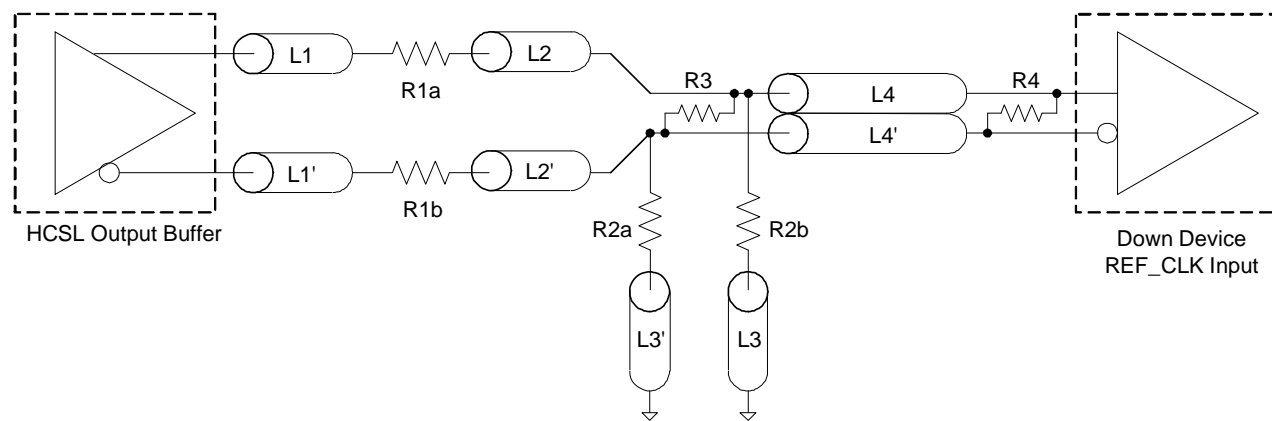 L1
R1a
L2
R3
L4
R4
L1'
R1b
L2'
L4'
HCSL Output Buffer
R2a
R2b
Down Device
REF_CLK Input
L3'
L3